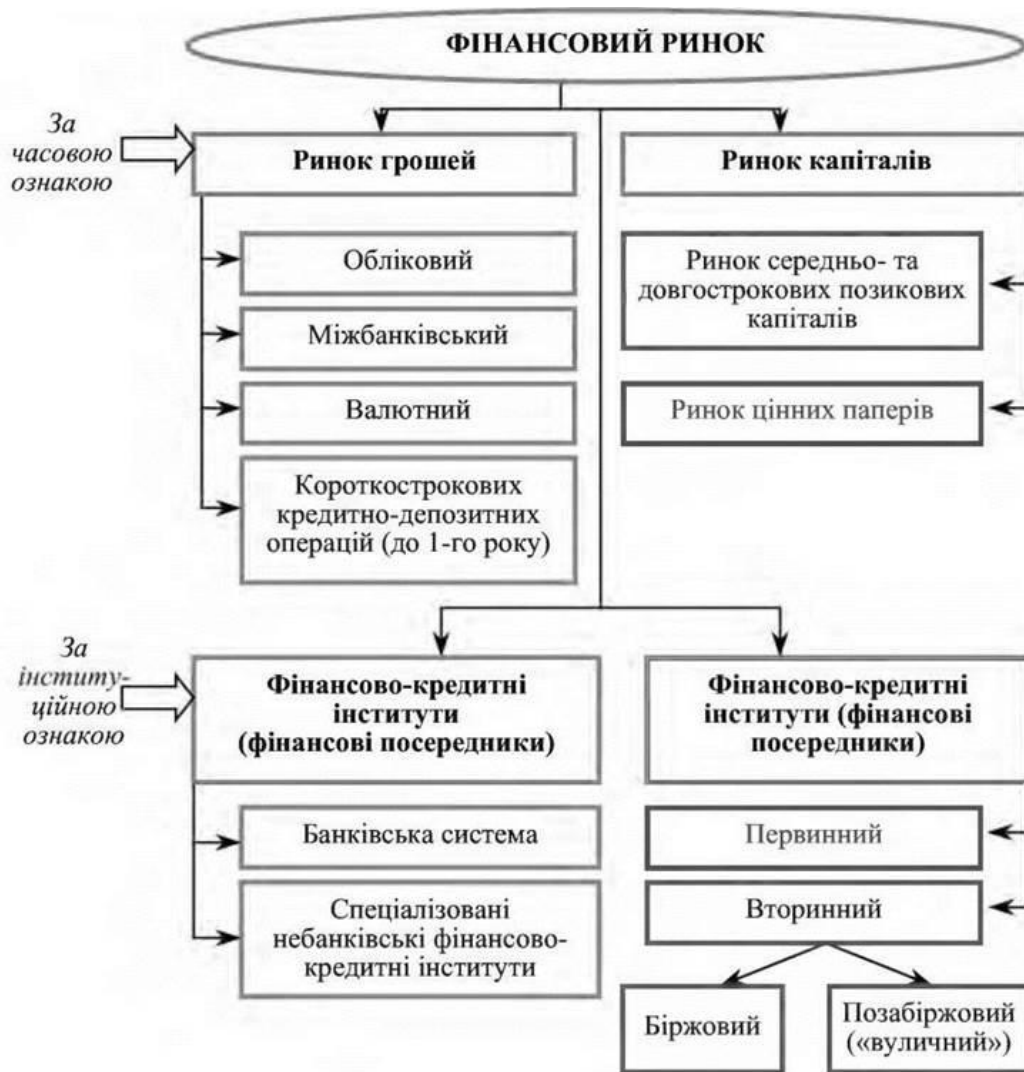 ФІНАНСОВИЙ РИНОК
За
часовою
ознакою
Ринок грошей
Ринок капіталів
Обліковий
Міжбанківський
Валютний
Короткострокових
кредитно-депозитних
операцій (до 1-го року)
Ринок середньо- та
довгострокових позикових
капіталів
Ринок цінних паперів
За
інститу-
ційною
ознакою
Фінансово-кредитні
інститути
(фінансові посередники)
Фінансово-кредитні
інститути (фінансові
посередники)
Банківська система
Спеціалізовані
небанківські фінансово-
кредитні інститути
Первинний
Вторинний
Біржовий
Позабіржовий
(«вуличний»)